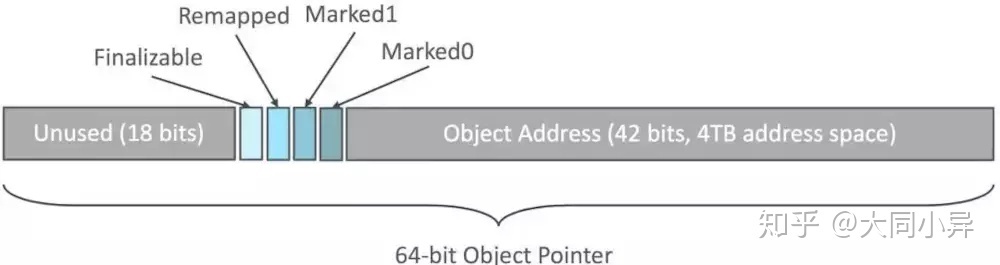 Remapped
Marked1
Finalizable
Marked0
Unused (18 bits)
Object Address (42 bits, 4TB address space)
64-bit Object Pointer
知乎 @大同小异